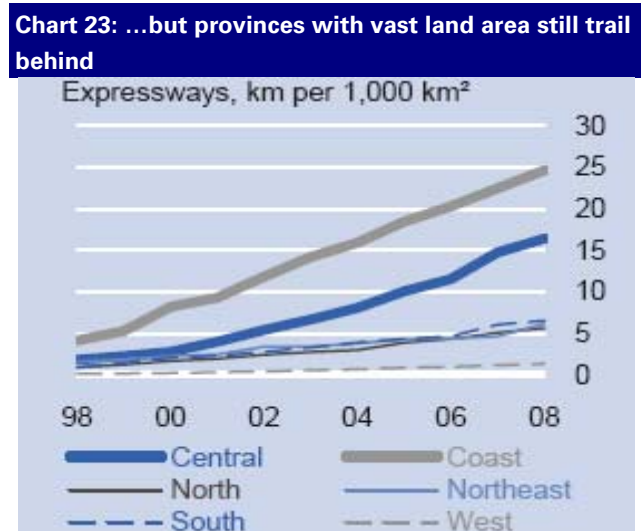 Chart 23: …but provinces with vast land area still trail
behind
Expressways, km per 1,000 km²
30
25
20
15
10
5
0
98 00 02 04 06 08
Central Coast
North Northeast
South West